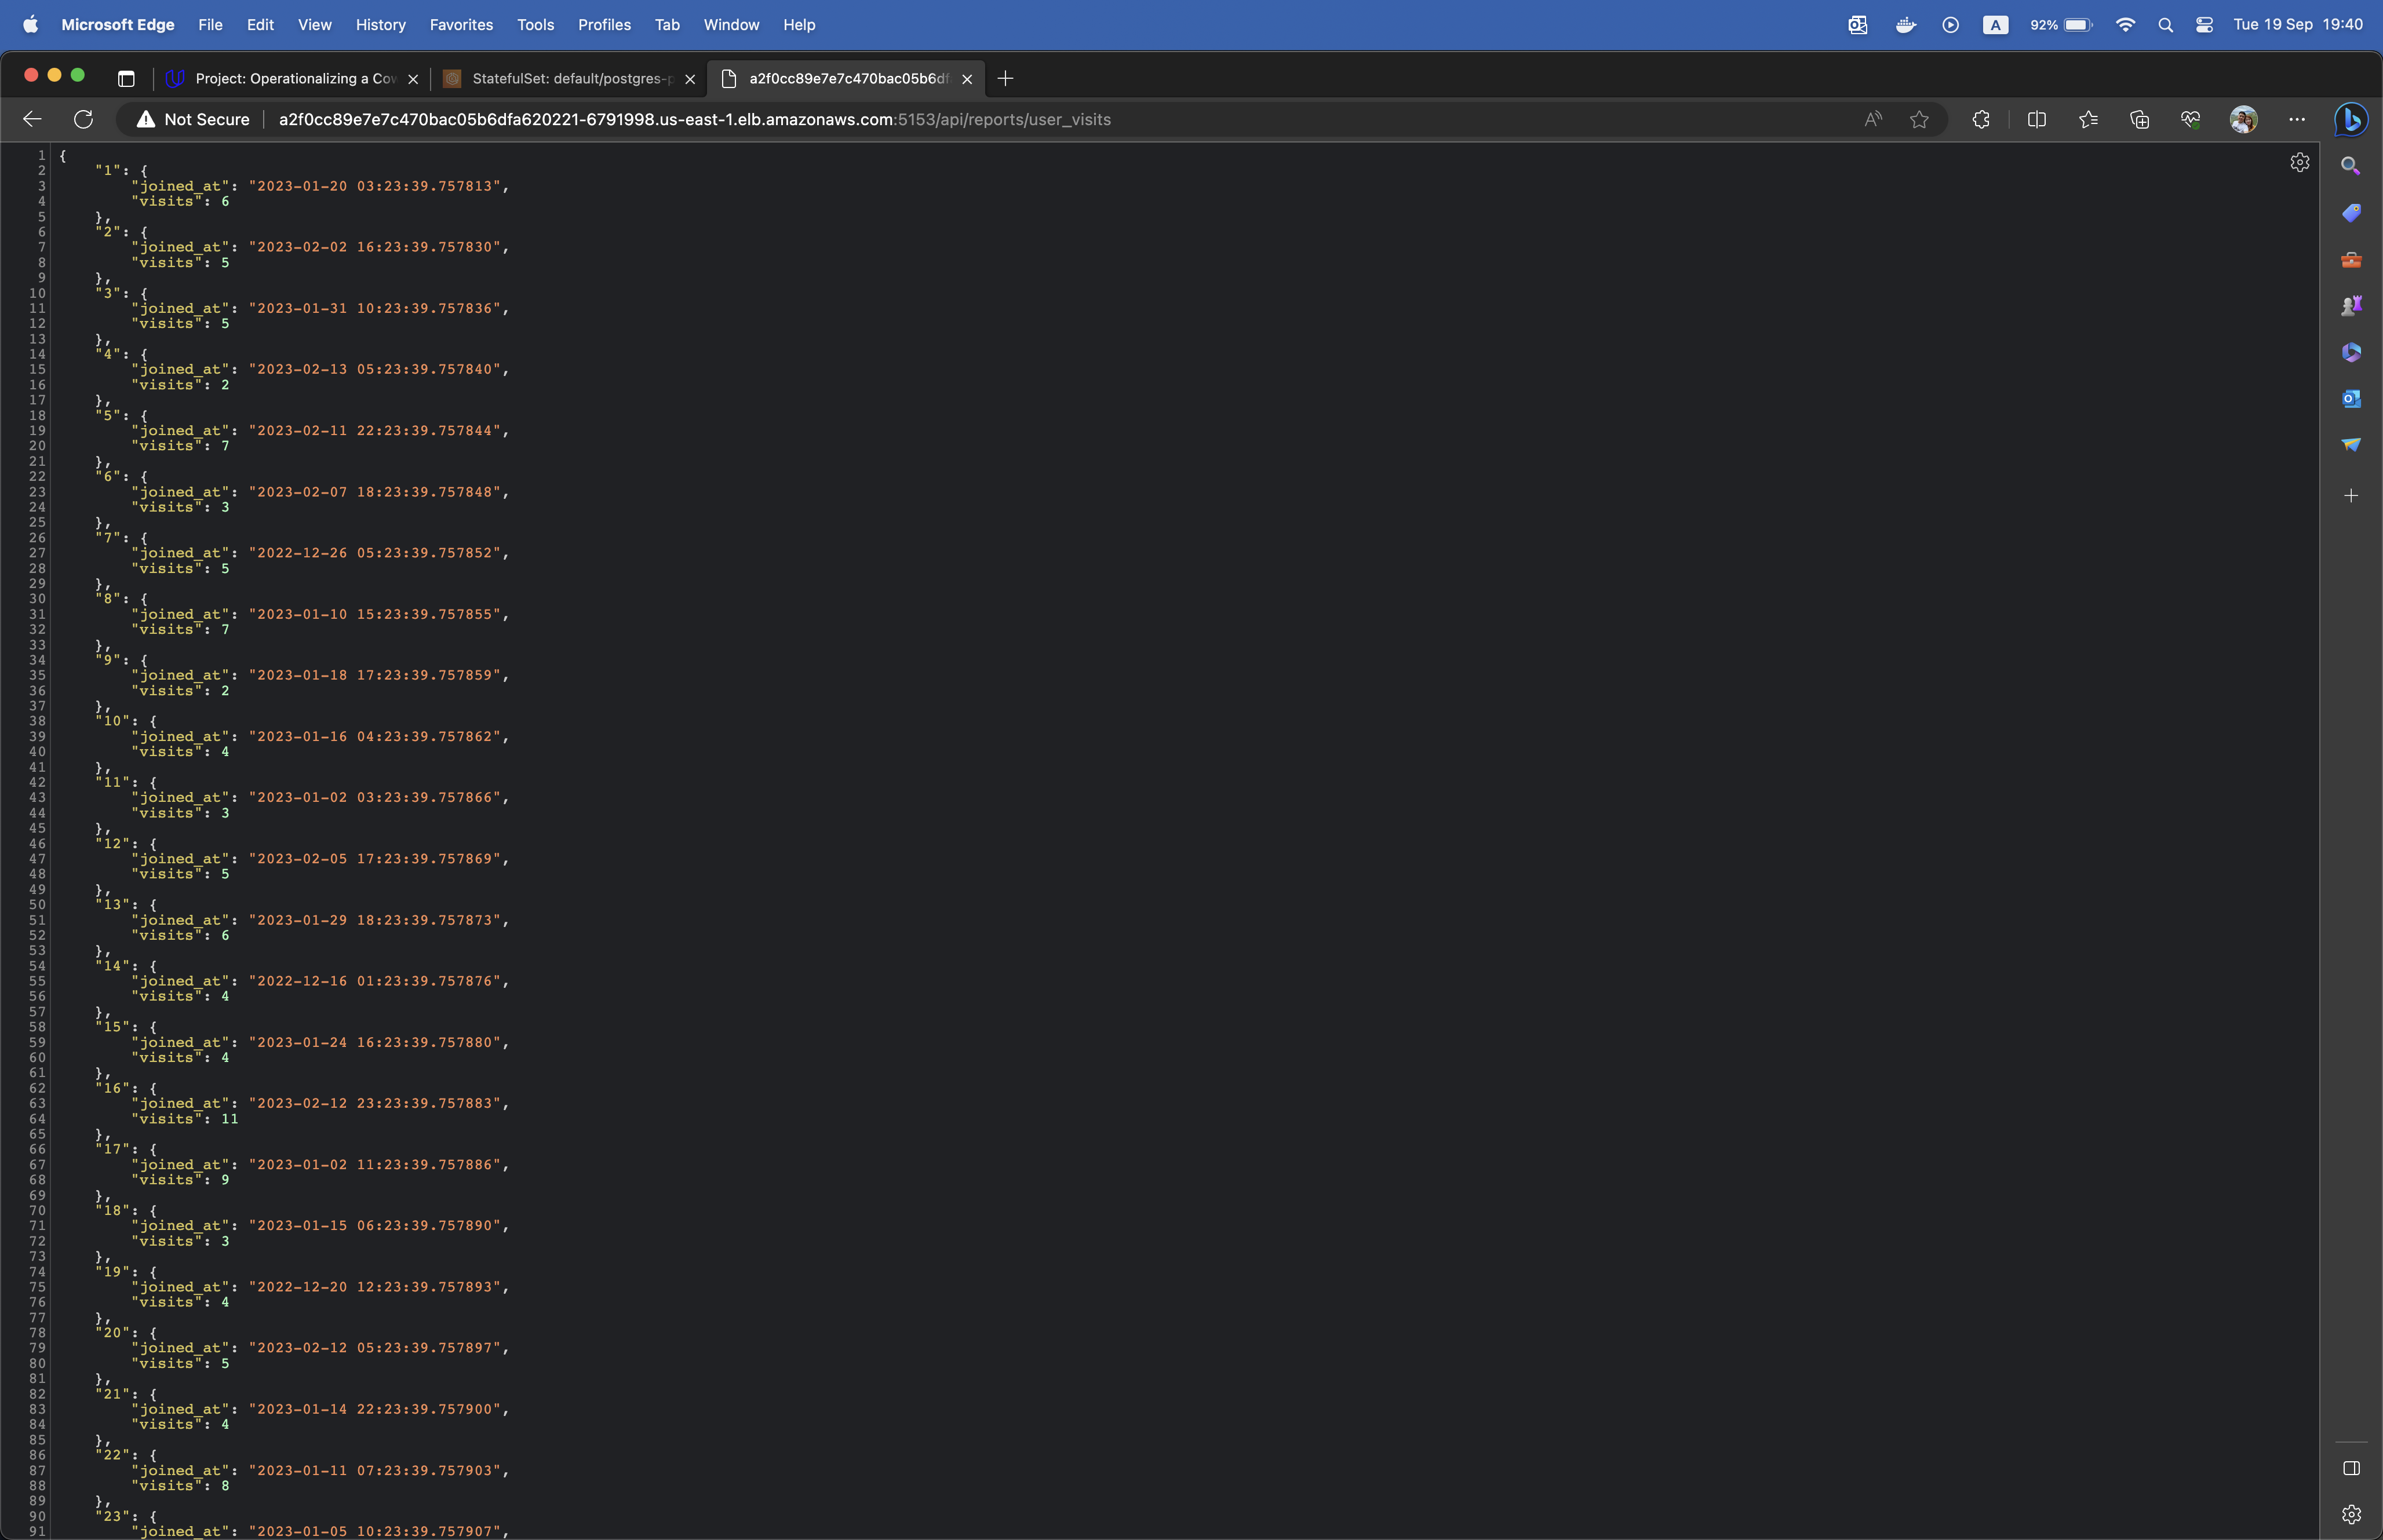 Microsoft Edge File Edit View History Favorites Tools Profiles Tab Window Help A 92% Tue 19 Sep 19:40
Project: Operationalizing a Cov StatefulSet: default/postgres-p a2f0cc89e7e7c470bac05b6df
Not Secure a2f0cc89e7e7c470bac05b6dfa620221-6791998.us-east-1.elb.amazonaws.com:5153/api/reports/user_visits
1 {
2 "1": {
3 "joined_at": "2023-01-20 03:23:39.757813",
4 "visits": 6
5 },
6 "2": {
7 "joined_at": "2023-02-02 16:23:39.757830",
8 "visits": 5
9 },
10 "3": {
11 "joined_at": "2023-01-31 10:23:39.757836",
12 "visits": 5
13 },
14 "4": {
15 "joined_at": "2023-02-13 05:23:39.757840",
16 "visits": 2
17 },
18 "5": {
19 "joined_at": "2023-02-11 22:23:39.757844",
20 "visits": 7
21 },
22 "6": {
23 "joined_at": "2023-02-07 18:23:39.757848",
24 "visits": 3
25 },
26 "7": {
27 "joined_at": "2022-12-26 05:23:39.757852",
28 "visits": 5
29 },
30 "8": {
31 "joined_at": "2023-01-10 15:23:39.757855",
32 "visits": 7
33 },
34 "9": {
35 "joined_at": "2023-01-18 17:23:39.757859",
36 "visits": 2
37 },
38 "10": {
39 "joined_at": "2023-01-16 04:23:39.757862",
40 "visits": 4
41 },
42 "11": {
43 "joined_at": "2023-01-02 03:23:39.757866",
44 "visits": 3
45 },
46 "12": {
47 "joined_at": "2023-02-05 17:23:39.757869",
48 "visits": 5
49 },
50 "13": {
51 "joined_at": "2023-01-29 18:23:39.757873",
52 "visits": 6
53 },
54 "14": {
55 "joined_at": "2022-12-16 01:23:39.757876",
56 "visits": 4
57 },
58 "15": {
59 "joined_at": "2023-01-24 16:23:39.757880",
60 "visits": 4
61 },
62 "16": {
63 "joined_at": "2023-02-12 23:23:39.757883",
64 "visits": 11
65 },
66 "17": {
67 "joined_at": "2023-01-02 11:23:39.757886",
68 "visits": 9
69 },
70 "18": {
71 "joined_at": "2023-01-15 06:23:39.757890",
72 "visits": 3
73 },
74 "19": {
75 "joined_at": "2022-12-20 12:23:39.757893",
76 "visits": 4
77 },
78 "20": {
79 "joined_at": "2023-02-12 05:23:39.757897",
80 "visits": 5
81 },
82 "21": {
83 "joined_at": "2023-01-14 22:23:39.757900",
84 "visits": 4
85 },
86 "22": {
87 "joined_at": "2023-01-11 07:23:39.757903",
88 "visits": 8
89 },
90 "23": {
91 "joined_at": "2023-01-05 10:23:39.757907",